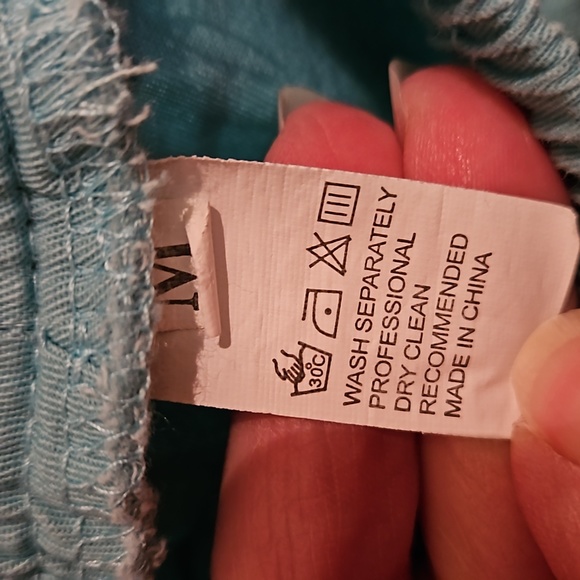 M
30°C
WASH SEPARATELY
PROFESSIONAL
DRY CLEAN
RECOMMENDED
MADE IN CHINA